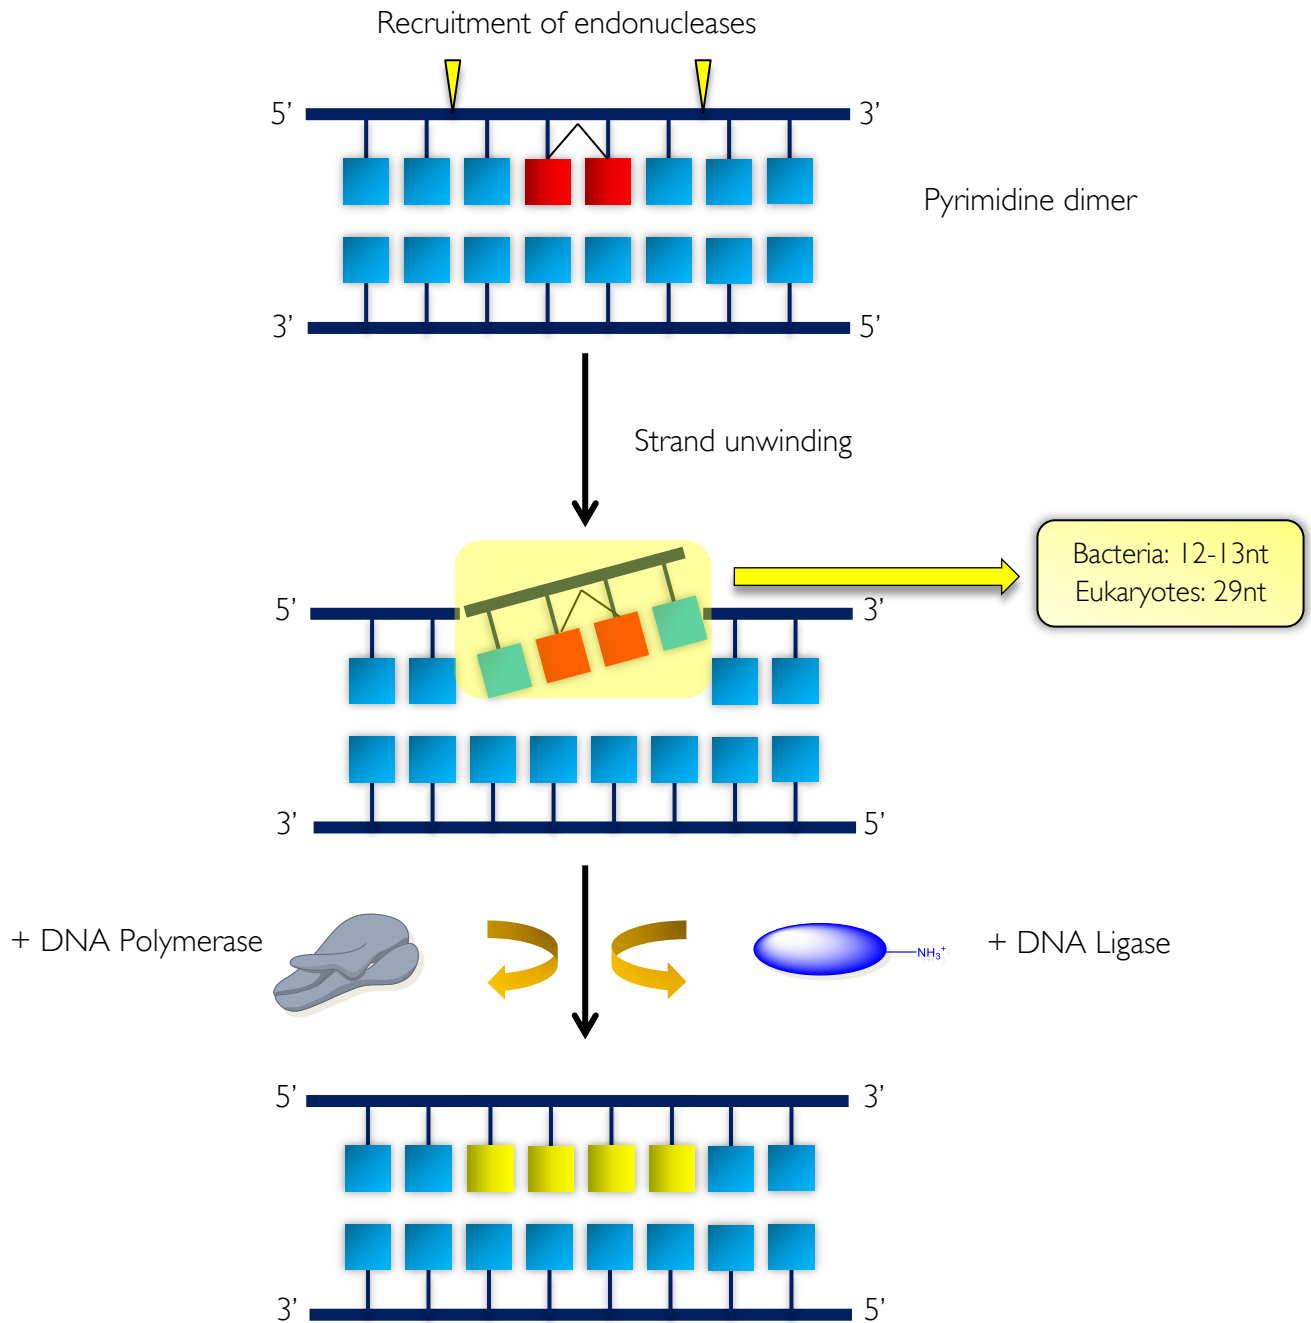 Recruitment of endonucleases
5’ 3’
Pyrimidine dimer
3’ 5’
Strand unwinding
Bacteria: 12-13nt
Eukaryotes: 29nt
5’ 3’
3’ 5’
+ DNA Polymerase
NH₃⁺
+ DNA Ligase
5’ 3’
3’ 5’